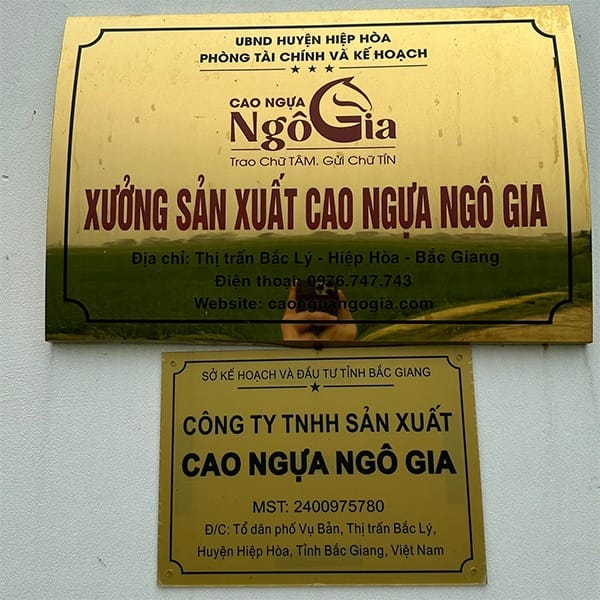 UBND HUYỆN HIỆP HÒA
PHÒNG TÀI CHÍNH VÀ KẾ HOẠCH
CAO NGỰA
Ngô Gia
Trao Chữ TÂM. Gửi Chữ TÍN
XƯỞNG SẢN XUẤT CAO NGỰA NGÔ GIA
Địa chỉ: Thị trấn Bắc Lý - Hiệp Hòa - Bắc Giang
Điện thoại: 0976.747.743
Website: caonguangogia.com
SỞ KẾ HOẠCH VÀ ĐẦU TƯ TỈNH BẮC GIANG
CÔNG TY TNHH SẢN XUẤT
CAO NGỰA NGÔ GIA
MST: 2400975780
Đ/C: Tổ dân phố Vụ Bản, Thị trấn Bắc Lý,
Huyện Hiệp Hòa, Tỉnh Bắc Giang, Việt Nam